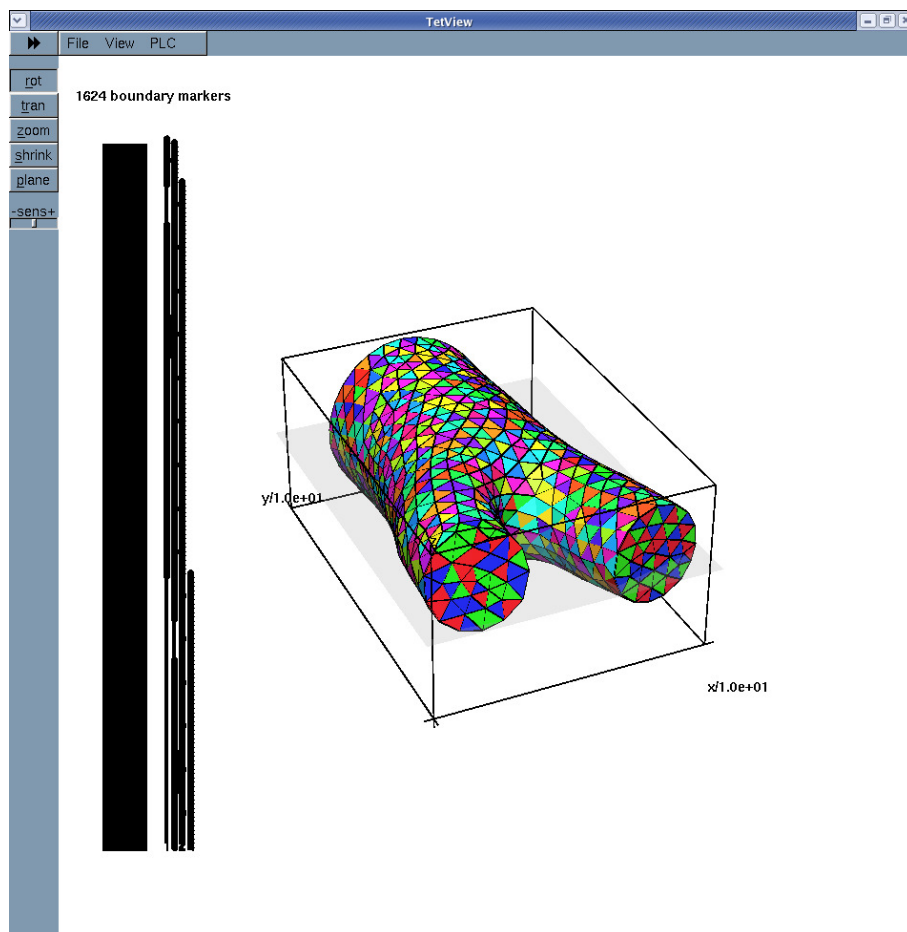 TetView
File View PLC
rot
tran
zoom
shrink
plane
-sens+
1624 boundary markers
y/1.0e+01
x/1.0e+01